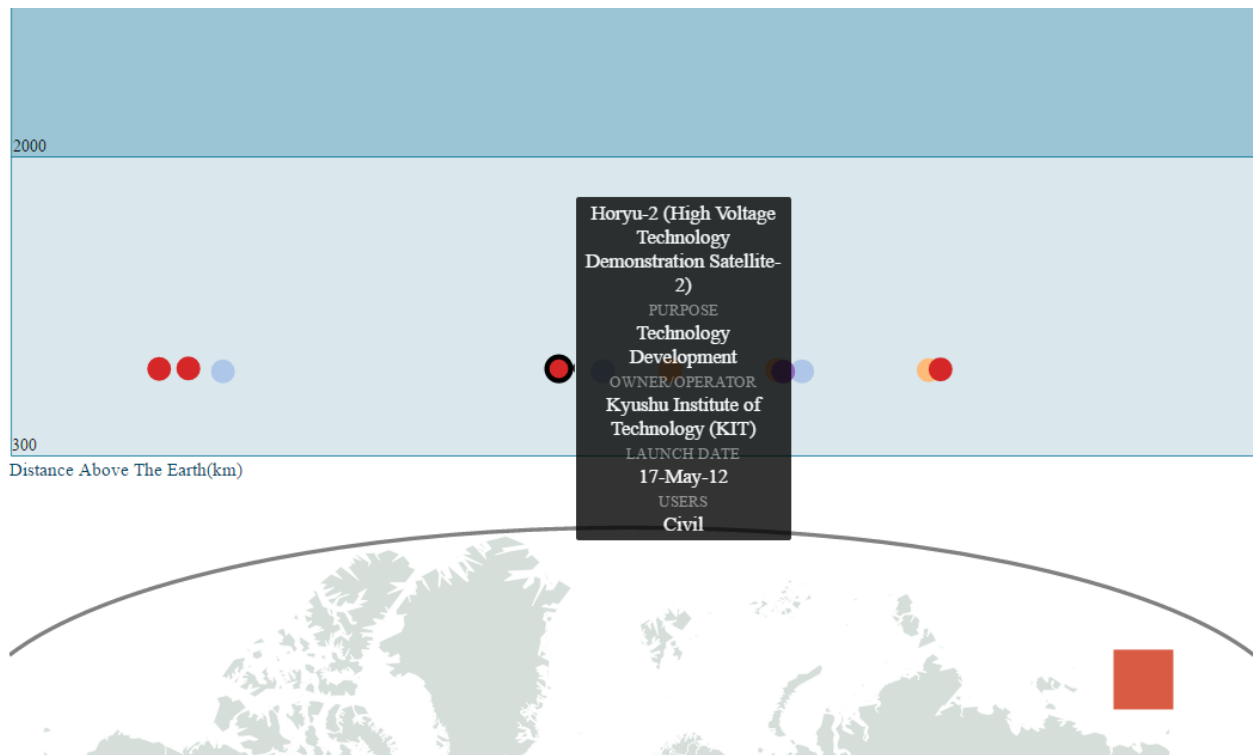 2000
Horyu-2 (High Voltage
Technology
Demonstration Satellite-
2)
PURPOSE
Technology
Development
OWNER/OPERATOR
Kyushu Institute of
Technology (KIT)
LAUNCH DATE
17-May-12
USERS
Civil
300
Distance Above The Earth(km)